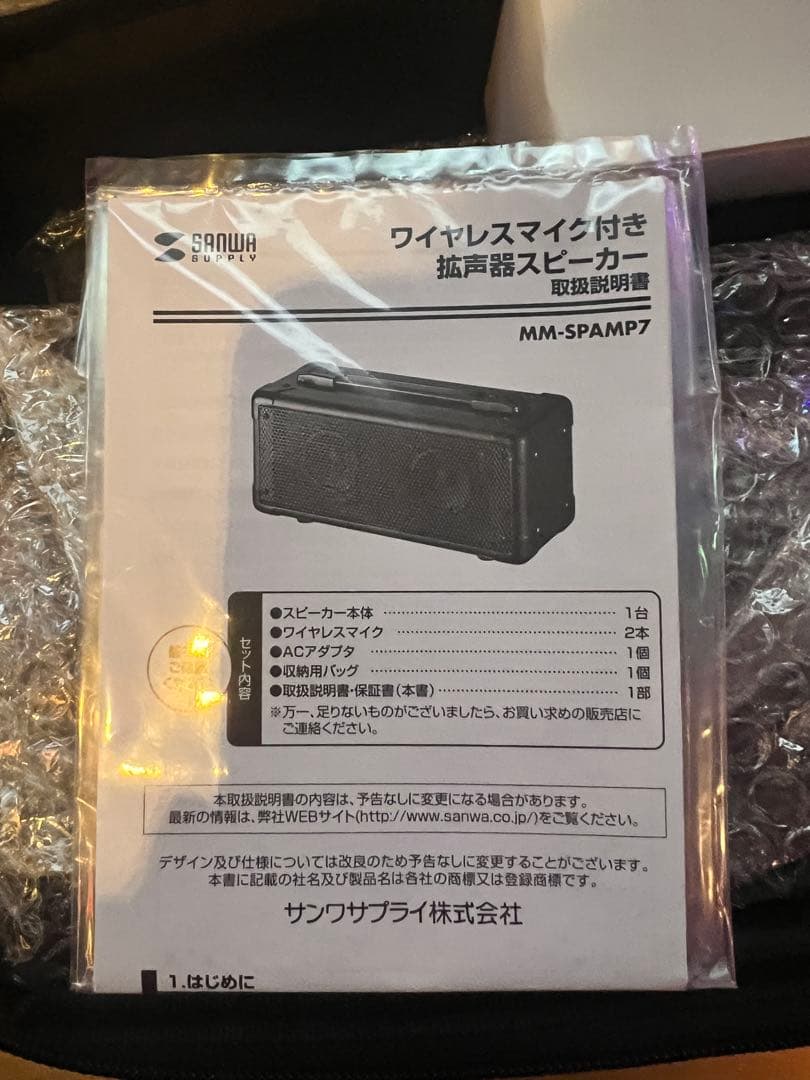 SANWA
SUPPLY
ワイヤレスマイク付き
拡声器スピーカー
取扱説明書
MM-SPAMP7
セット内容
●スピーカー本体 ………………………………… 1台
●ワイヤレスマイク ……………………………… 2本
●ACアダプタ …………………………………… 1個
●収納用バッグ ………………………………… 1個
●取扱説明書・保証書(本書)………………………… 1部
※万一、足りないものがございましたら、お買い求めの販売店に
ご連絡ください。
本取扱説明書の内容は、予告なしに変更になる場合があります。
最新の情報は、弊社WEBサイト(http://www.sanwa.co.jp/)をご覧ください。
デザイン及び仕様については改良のため予告なしに変更することがございます。
本書に記載の社名及び製品名は各社の商標又は登録商標です。
サンワサプライ株式会社
1.はじめに